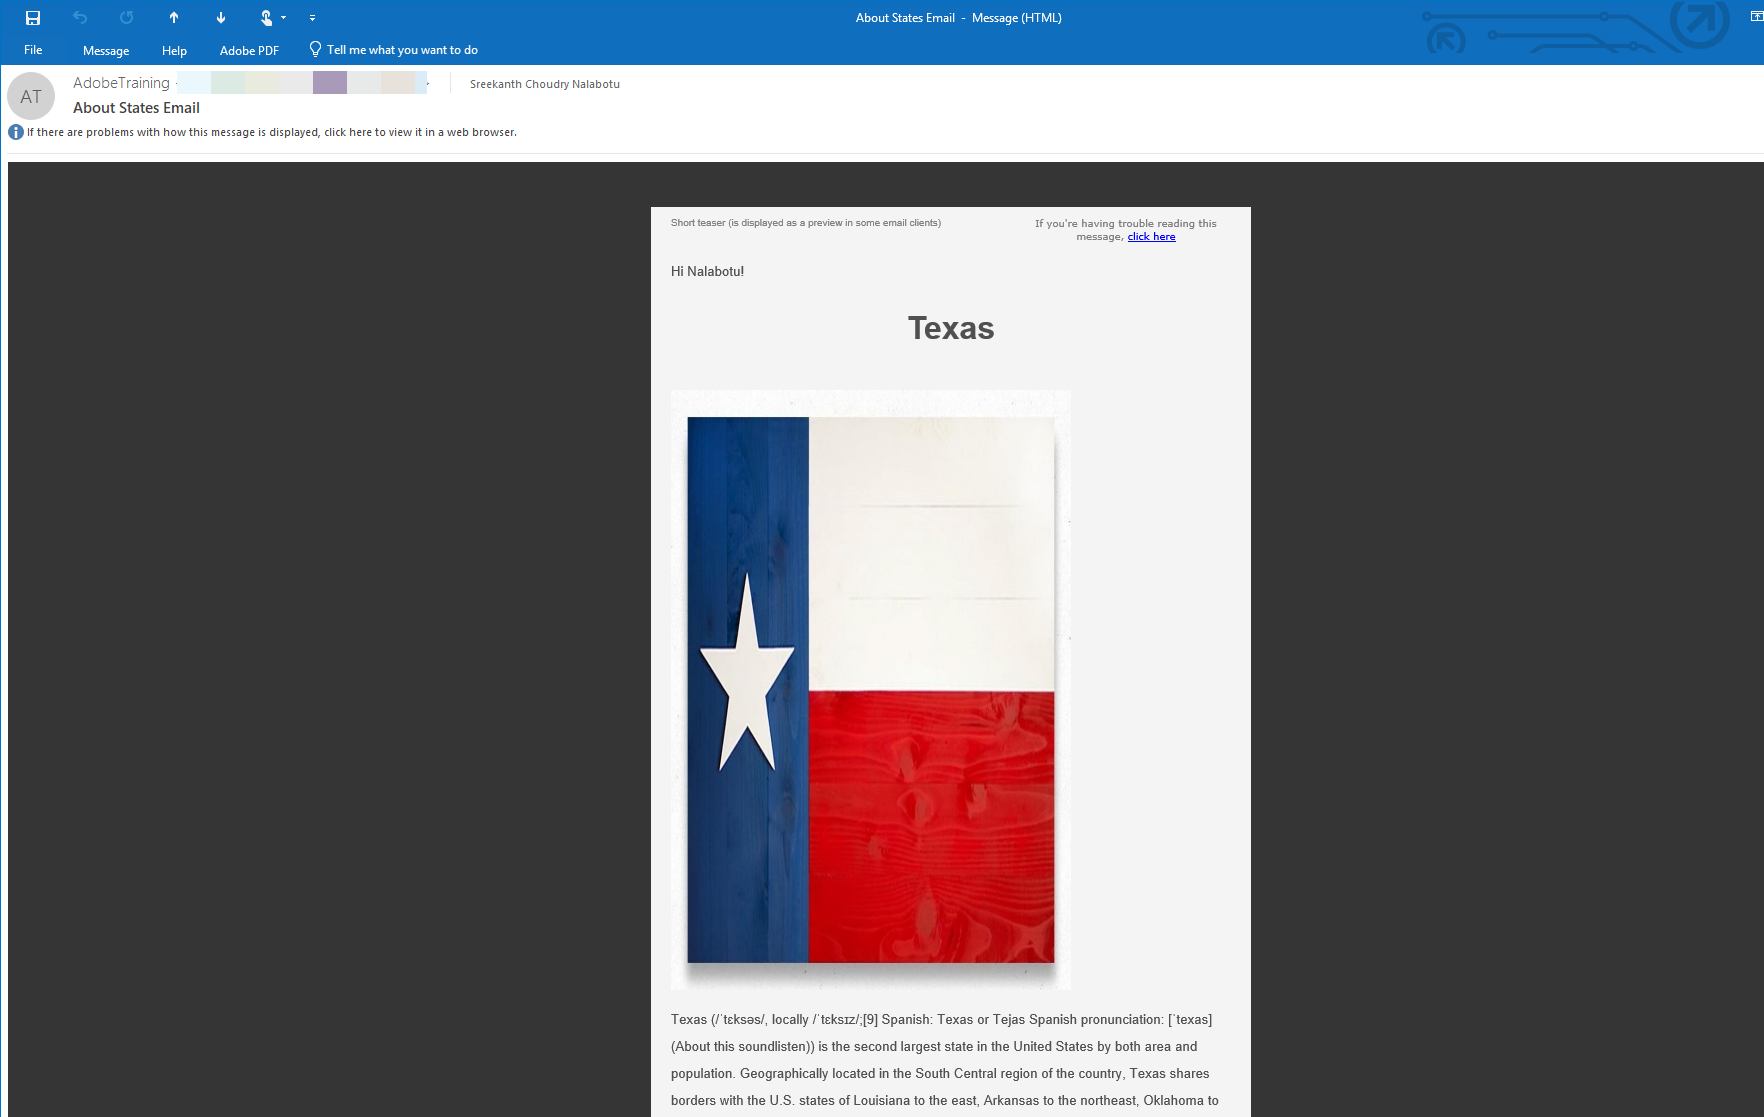 About States Email - Message (HTML)
File Message Help Adobe PDF Tell me what you want to do
AT
AdobeTraining
Sreekanth Choudry Nalabotu
About States Email
If there are problems with how this message is displayed, click here to view it in a web browser.
Short teaser (is displayed as a preview in some email clients)
If you're having trouble reading this
message, click here
Hi Nalabotu!
Texas
Texas (/ˈtɛksəs/, locally /ˈtɛksɪz/;[9] Spanish: Texas or Tejas Spanish pronunciation: [ˈtexas]
(About this soundlisten)) is the second largest state in the United States by both area and
population. Geographically located in the South Central region of the country, Texas shares
borders with the U.S. states of Louisiana to the east, Arkansas to the northeast, Oklahoma to